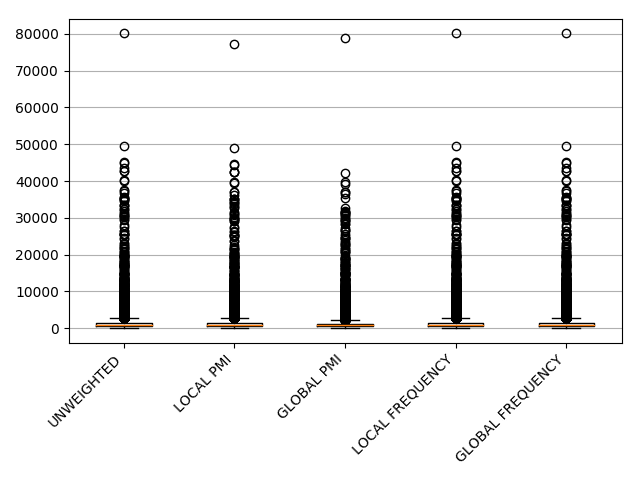 80000
70000
60000
50000
40000
30000
20000
10000
0
UNWEIGHTED
LOCAL PMI
GLOBAL PMI
LOCAL FREQUENCY
GLOBAL FREQUENCY